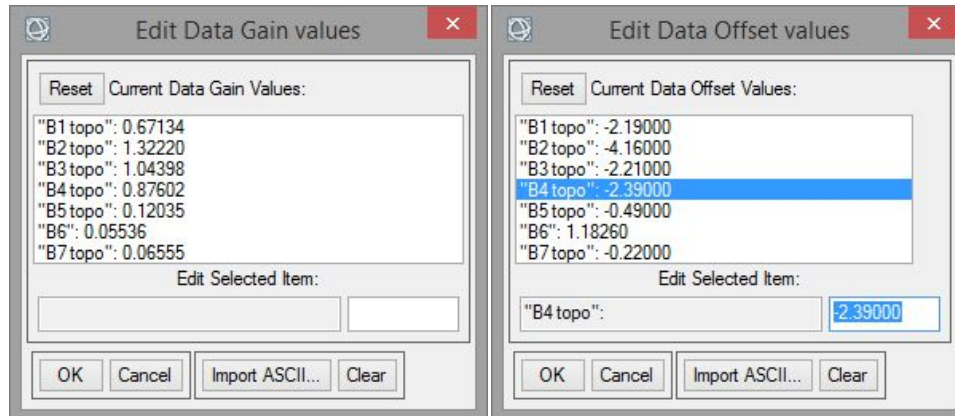 Edit Data Gain values
Reset Current Data Gain Values:
"B1 topo": 0.67134
"B2 topo": 1.32220
"B3 topo": 1.04398
"B4 topo": 0.87602
"B5 topo": 0.12035
"B6": 0.05536
"B7 topo": 0.06555
Edit Selected Item:
OK Cancel Import ASCII... Clear
Edit Data Offset values
Reset Current Data Offset Values:
"B1 topo": -2.19000
"B2 topo": -4.16000
"B3 topo": -2.21000
"B4 topo": -2.39000
"B5 topo": -0.49000
"B6": 1.18260
"B7 topo": -0.22000
Edit Selected Item:
"B4 topo": -2.39000
OK Cancel Import ASCII... Clear